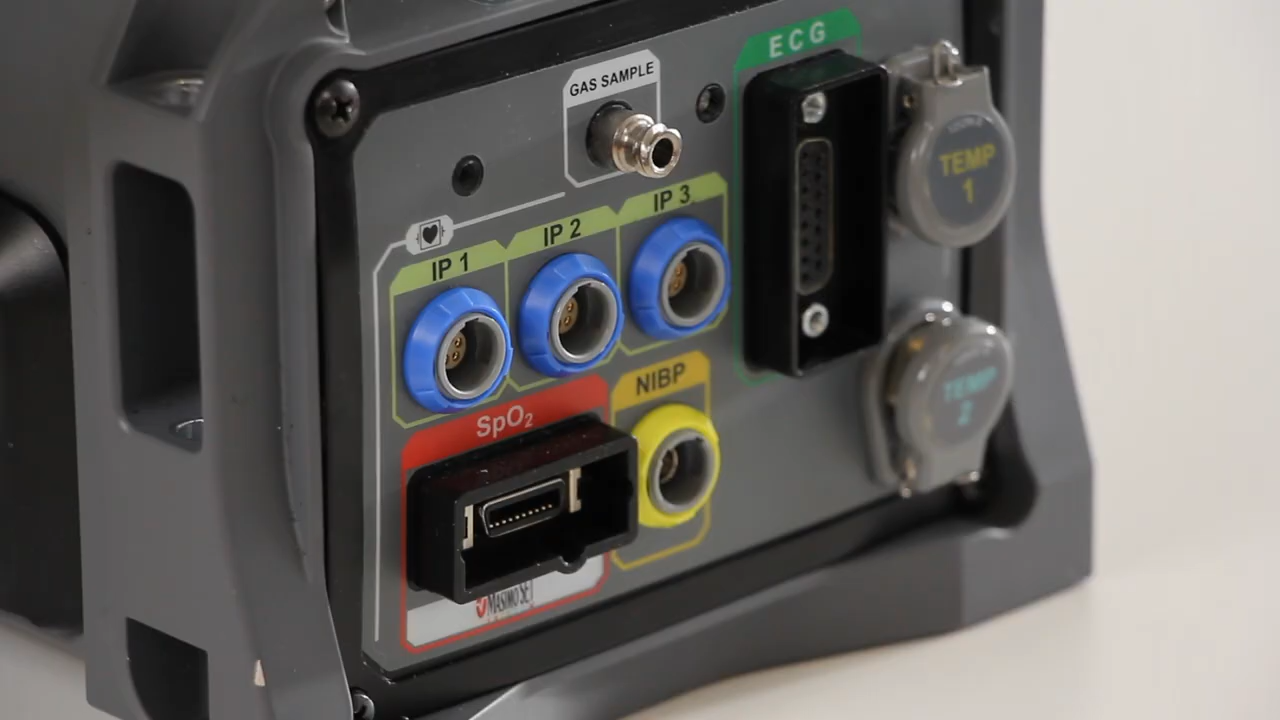 GAS SAMPLE
ECG
TEMP
1
IP 1
IP 2
IP 3
NIBP
SpO₂
TEMP
2
MASIMO SET